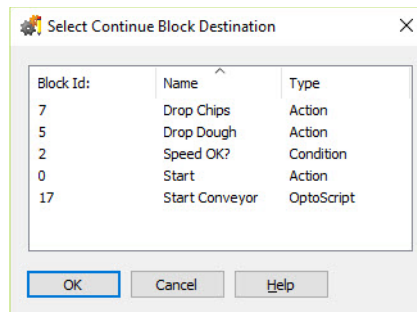 Select Continue Block Destination
Block Id: Name Type
7 Drop Chips Action
5 Drop Dough Action
2 Speed OK? Condition
0 Start Action
17 Start Conveyor OptoScript
OK Cancel Help